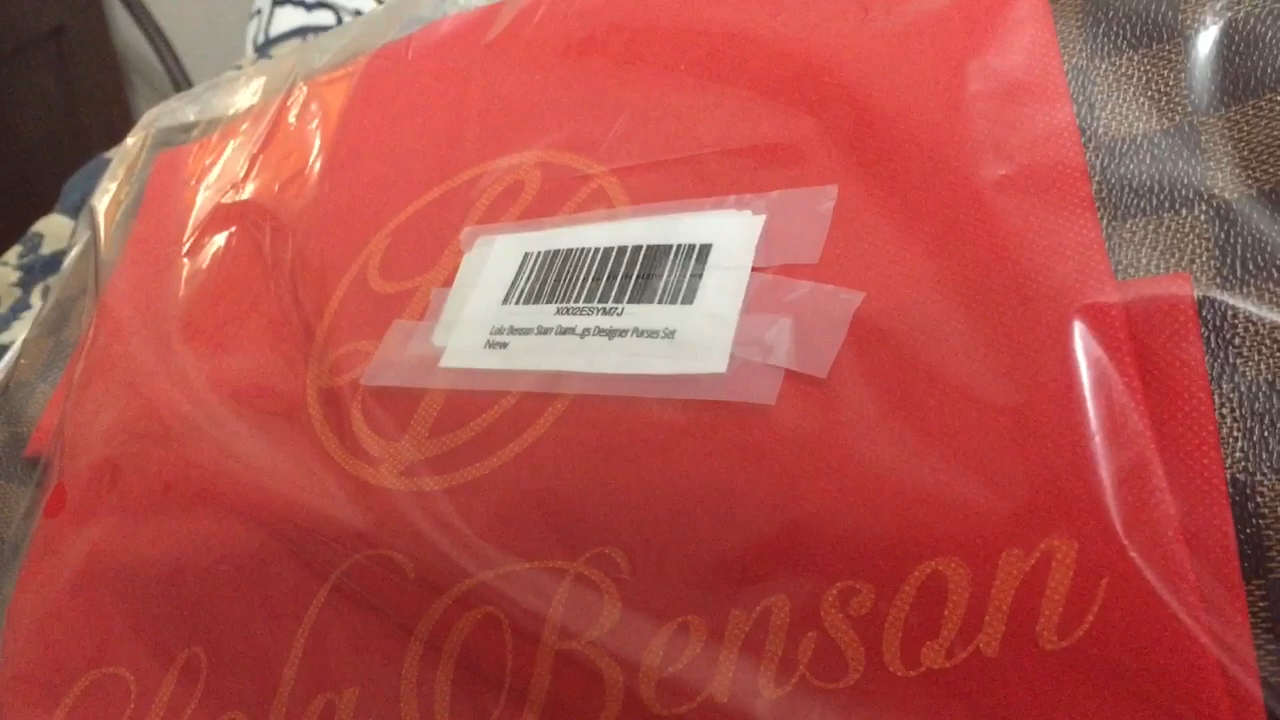 X002ESYM7J
Lola Benson Starr Dami...gs Designer Purses Set
New
Lola Benson